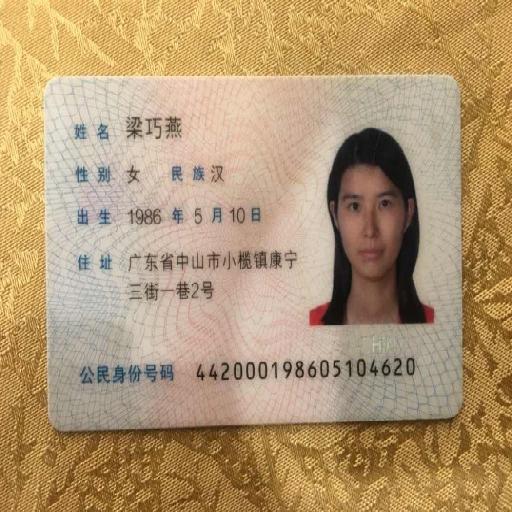 姓名 梁巧燕
性别 女 民族 汉
出生 1986 年 5 月 10 日
住址 广东省中山市小榄镇康宁
三街一巷2号
公民身份号码 442000198605104620